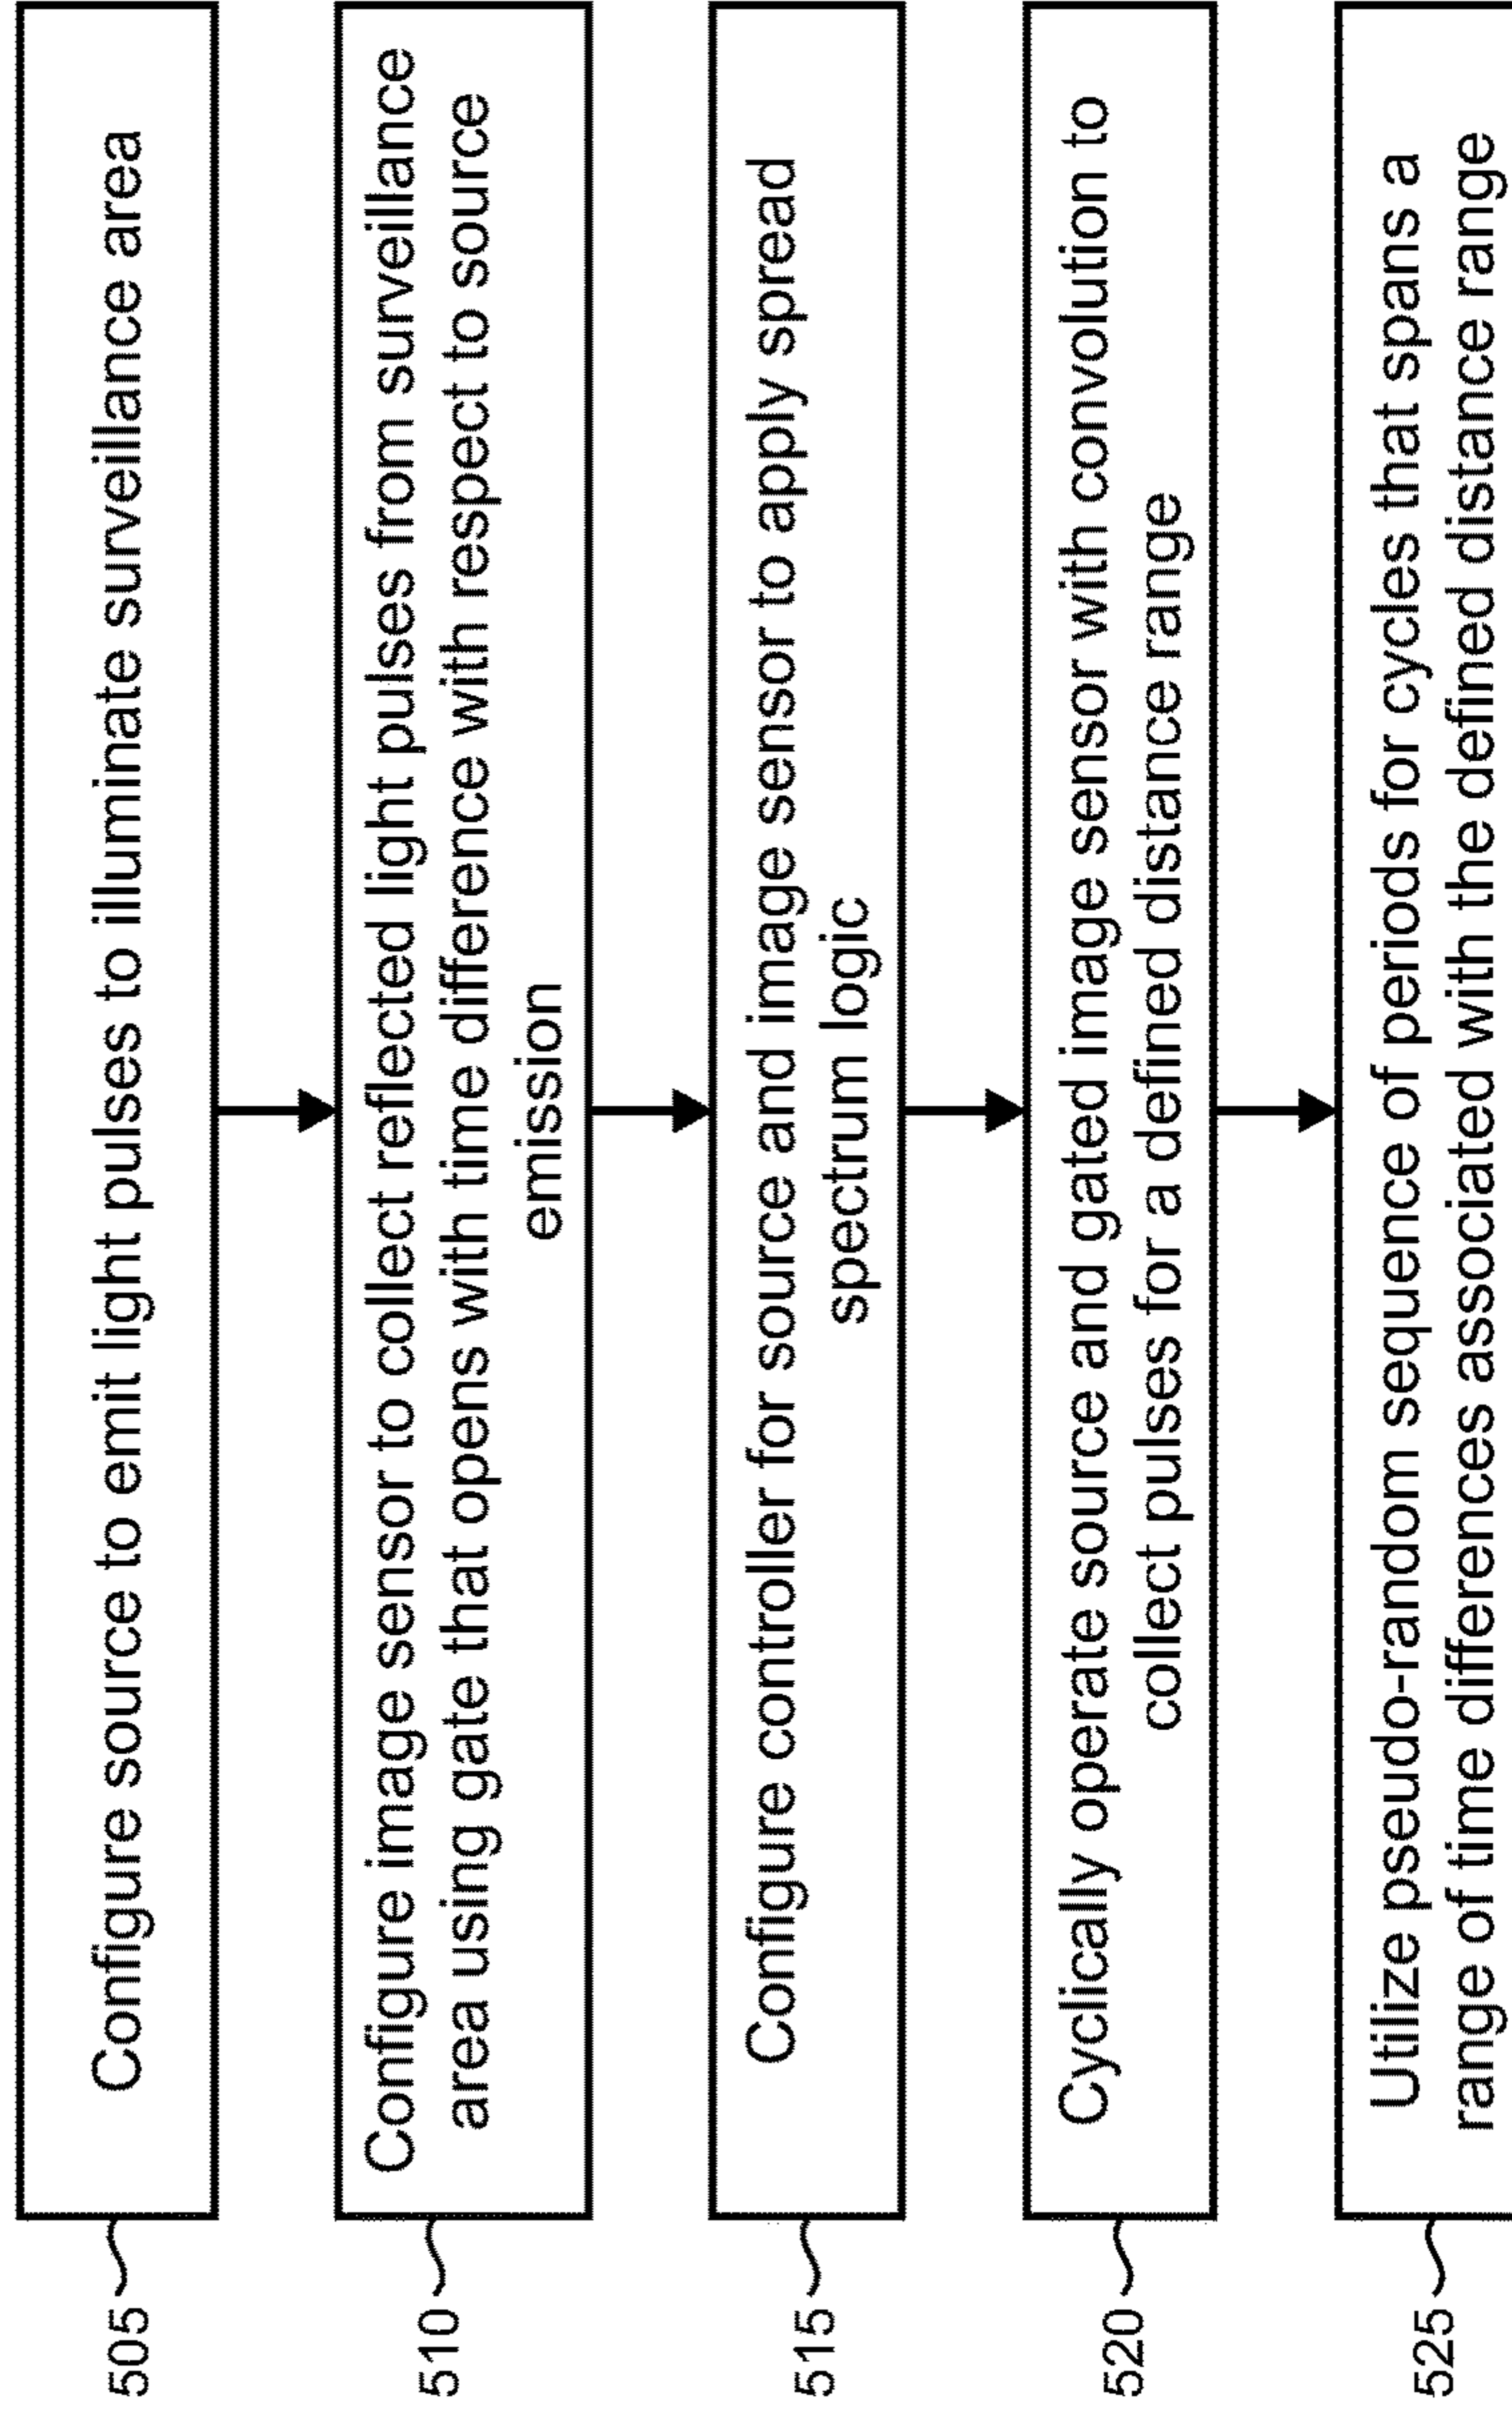 505
Configure source to emit light pulses to illuminate surveillance area
510
Configure image sensor to collect reflected light pulses from surveillance
area using gate that opens with time difference with respect to source
emission
515
Configure controller for source and image sensor to apply spread
spectrum logic
520
Cyclically operate source and gated image sensor with convolution to
collect pulses for a defined distance range
525
Utilize pseudo-random sequence of periods for cycles that spans a
range of time differences associated with the defined distance range